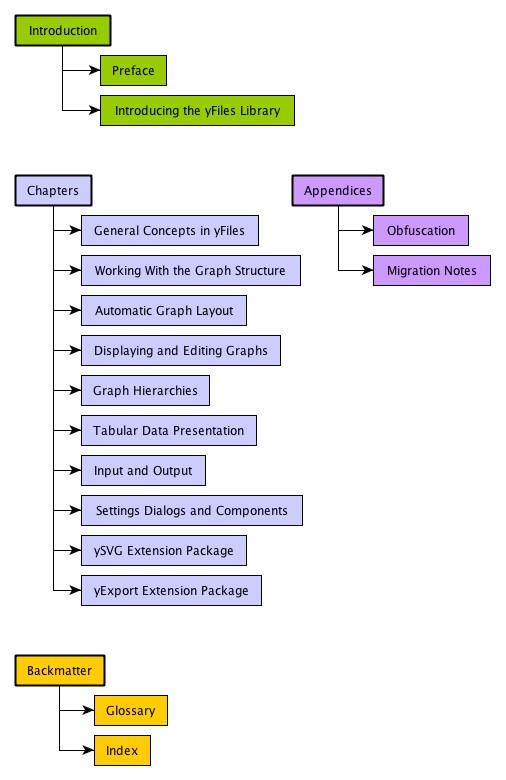 Introduction
Preface
Introducing the yFiles Library
Chapters
General Concepts in yFiles
Working With the Graph Structure
Automatic Graph Layout
Displaying and Editing Graphs
Graph Hierarchies
Tabular Data Presentation
Input and Output
Settings Dialogs and Components
ySVG Extension Package
yExport Extension Package
Appendices
Obfuscation
Migration Notes
Backmatter
Glossary
Index